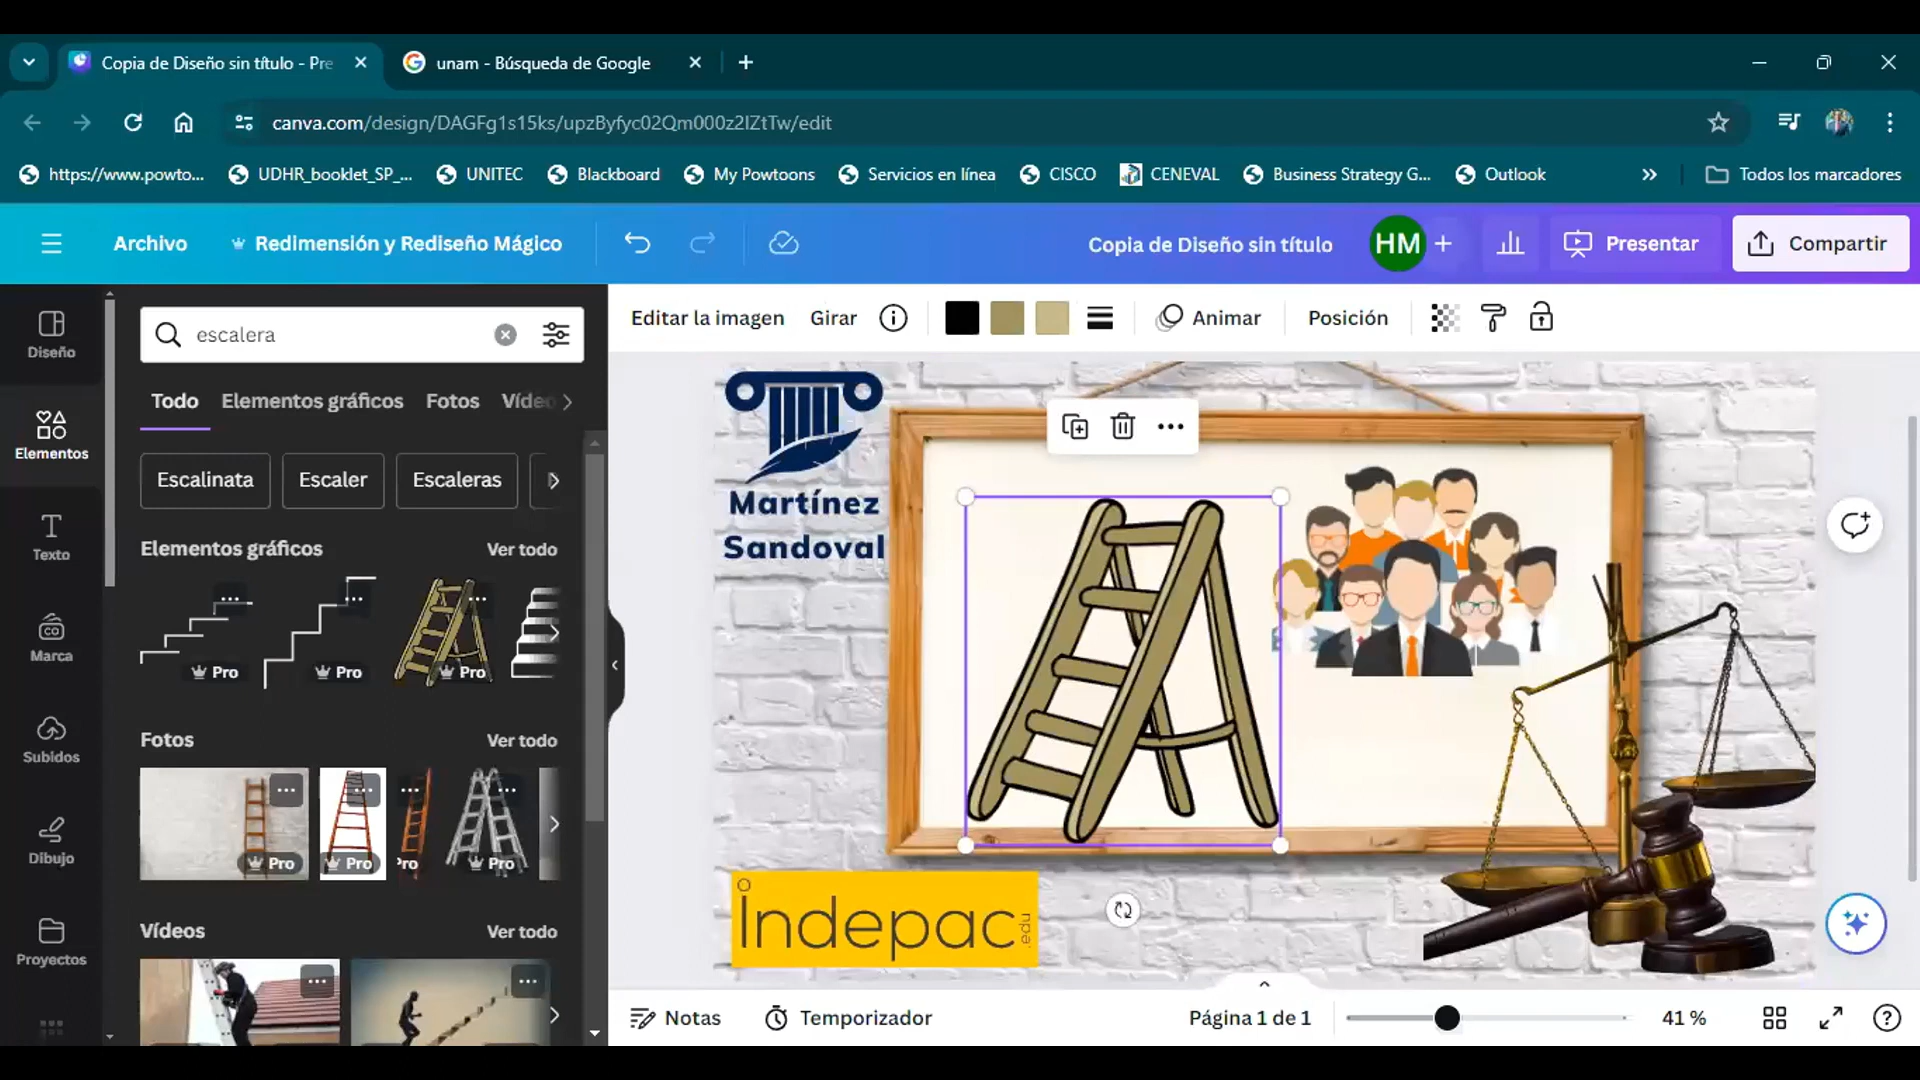 Copia de Diseño sin título - Pre
unam - Búsqueda de Google
canva.com/design/DAGFg1s15ks/upzByfyc02Qm000z2lZtTw/edit
https://www.powto...
UDHR_booklet_SP_...
UNITEC
Blackboard
My Powtoons
Servicios en línea
CISCO
CENEVAL
Business Strategy G...
Outlook
Todos los marcadores
Archivo
Redimensión y Rediseño Mágico
Copia de Diseño sin título
HM
Presentar
Compartir
Diseño
Elementos
Texto
Marca
Subidos
Dibujo
Proyectos
escalera
Todo
Elementos gráficos
Fotos
Vídeo
Escalinata
Escaler
Escaleras
Elementos gráficos
Ver todo
Pro
Pro
Pro
Fotos
Ver todo
Pro
Pro
Pro
Pro
Vídeos
Ver todo
Editar la imagen
Girar
Animar
Posición
Martínez
Sandoval
indepac
.edu
Notas
Temporizador
Página 1 de 1
41 %